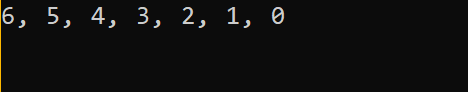 6, 5, 4, 3, 2, 1, 0